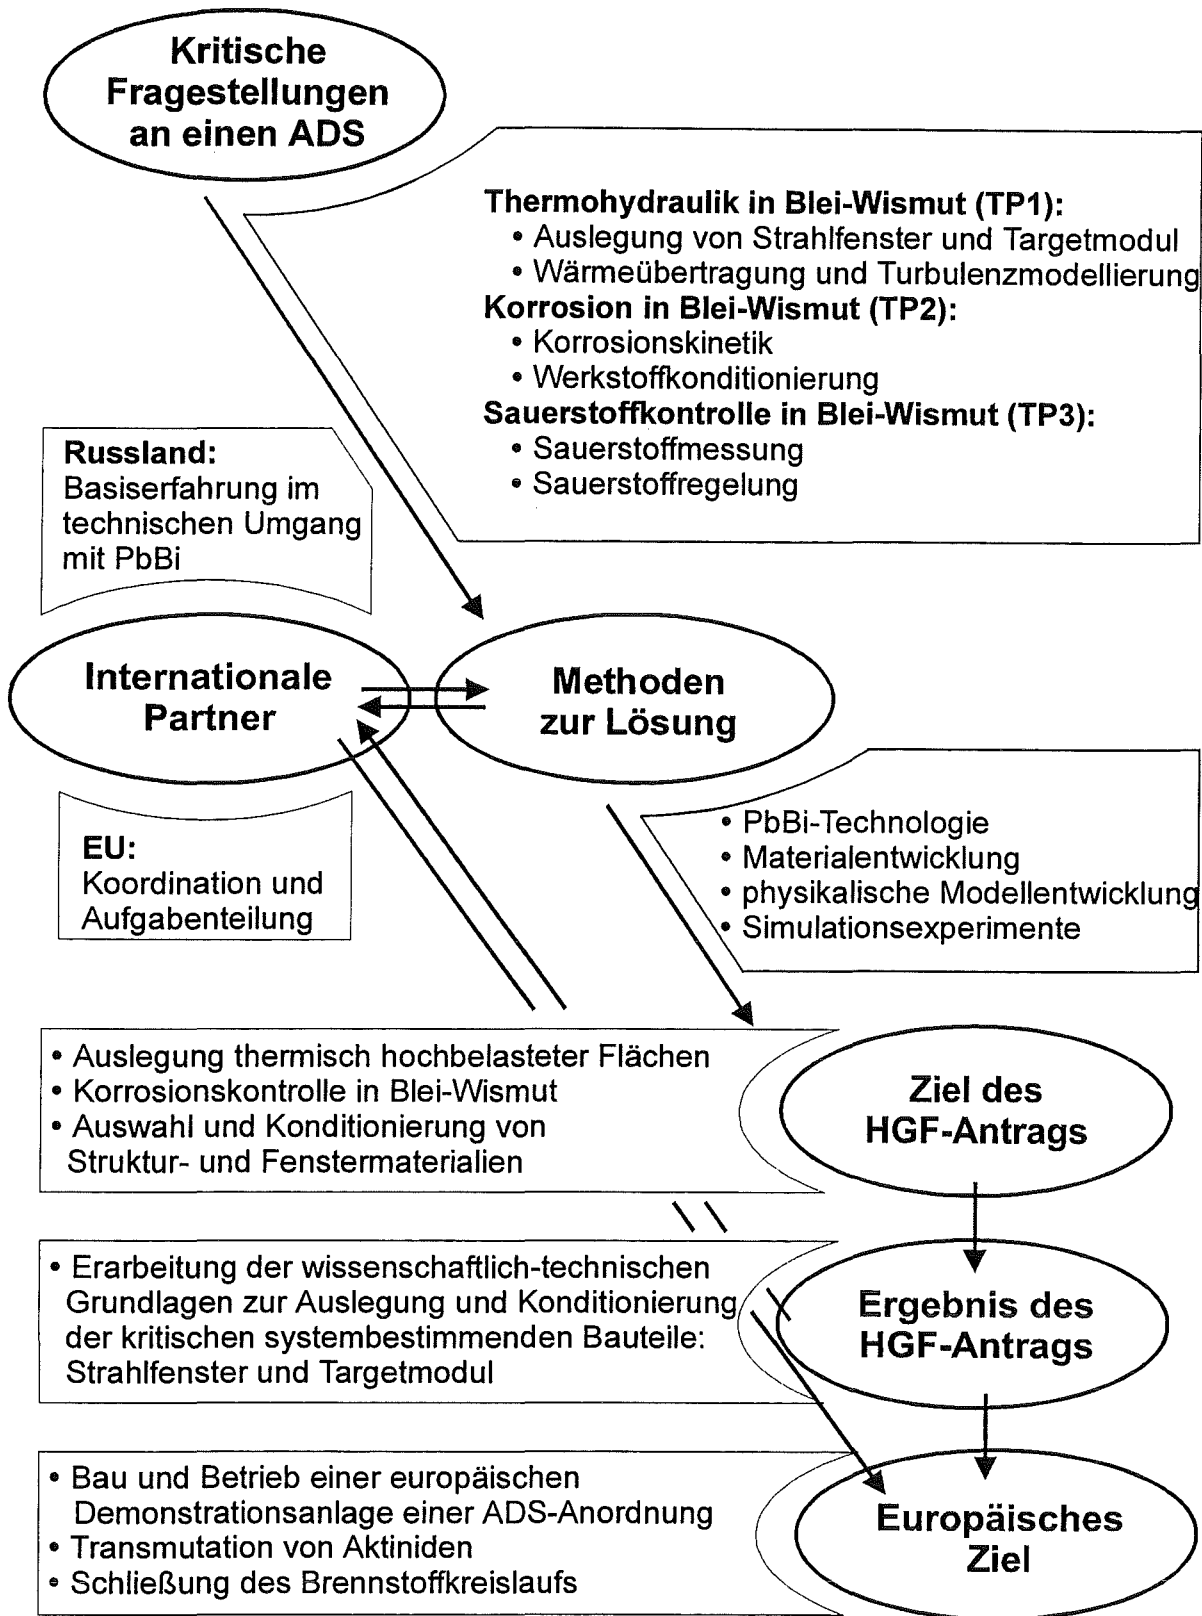 Kritische
Fragestellungen
an einen ADS
Thermohydraulik in Blei-Wismut (TP1):
• Auslegung von Strahlfenster und Targetmodul
• Wärmeübertragung und Turbulenzmodellierung
Korrosion in Blei-Wismut (TP2):
• Korrosionskinetik
• Werkstoffkonditionierung
Sauerstoffkontrolle in Blei-Wismut (TP3):
• Sauerstoffmessung
• Sauerstoffregelung
Russland:
Basiserfahrung im
technischen Umgang
mit PbBi
Internationale
Partner
Methoden
zur Lösung
EU:
Koordination und
Aufgabenteilung
• PbBi-Technologie
• Materialentwicklung
• physikalische Modellentwicklung
• Simulationsexperimente
• Auslegung thermisch hochbelasteter Flächen
• Korrosionskontrolle in Blei-Wismut
• Auswahl und Konditionierung von
Struktur- und Fenstermaterialien
Ziel des
HGF-Antrags
• Erarbeitung der wissenschaftlich-technischen
Grundlagen zur Auslegung und Konditionierung
der kritischen systembestimmenden Bauteile:
Strahlfenster und Targetmodul
Ergebnis des
HGF-Antrags
• Bau und Betrieb einer europäischen
Demonstrationsanlage einer ADS-Anordnung
• Transmutation von Aktiniden
• Schließung des Brennstoffkreislaufs
Europäisches
Ziel